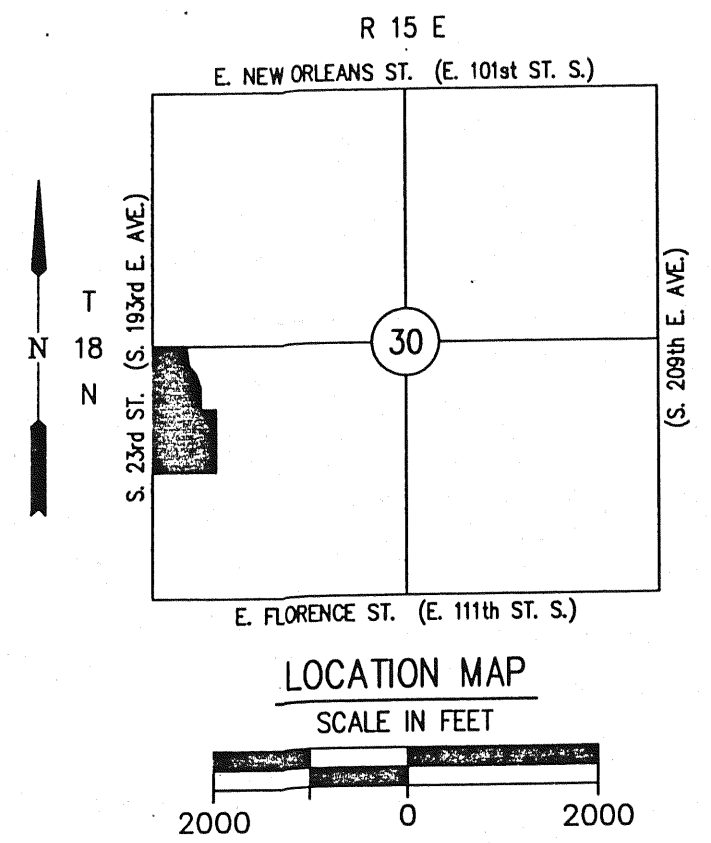 R 15 E
E. NEW ORLEANS ST. (E. 101st ST. S.)
S. 23rd ST. (S. 193rd E. AVE.)
T
N 18
N
30
(S. 209th E. AVE.)
E. FLORENCE ST. (E. 111th ST. S.)
LOCATION MAP
SCALE IN FEET
2000 0 2000